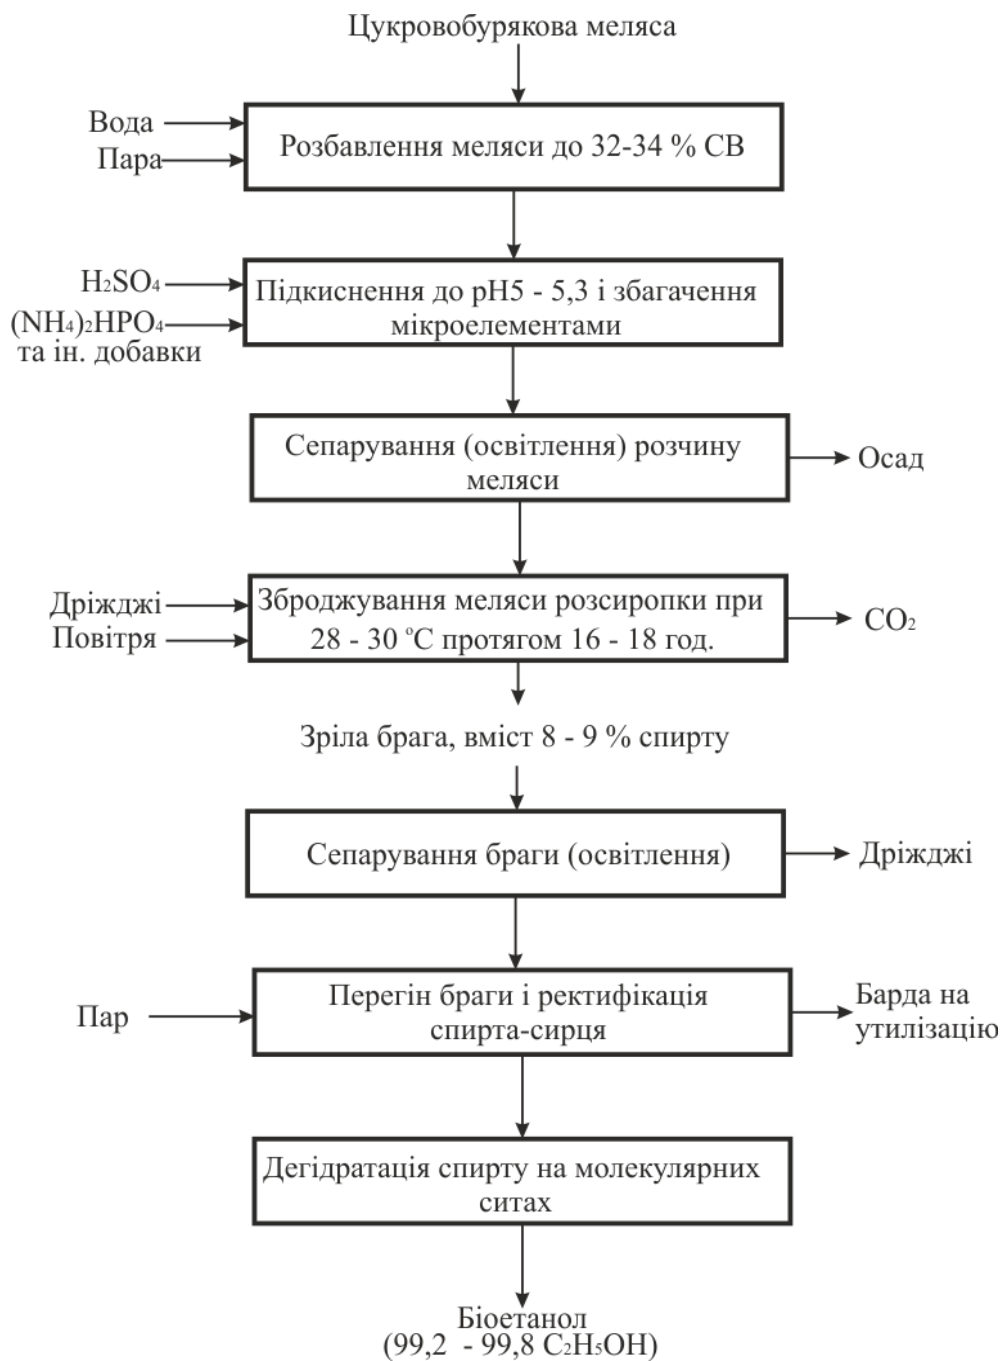 Цукровобурякова меляса
Вода
Пара
Розбавлення меляси до 32-34 % СВ
H₂SO₄
(NH₄)₂HPO₄
та ін. добавки
Підкиснення до pH5 - 5,3 і збагачення
мікроелементами
Сепарування (освітлення) розчину
меляси
Осад
Дріжджі
Повітря
Зброджування меляси розсиропки при
28 - 30 °С протягом 16 - 18 год.
CO₂
Зріла брага, вміст 8 - 9 % спирту
Сепарування браги (освітлення)
Дріжджі
Пар
Перегін браги і ректифікація
спирта-сирця
Барда на
утилізацію
Дегідратація спирту на молекулярних
ситах
Біоетанол
(99,2 - 99,8 C₂H₅OH)